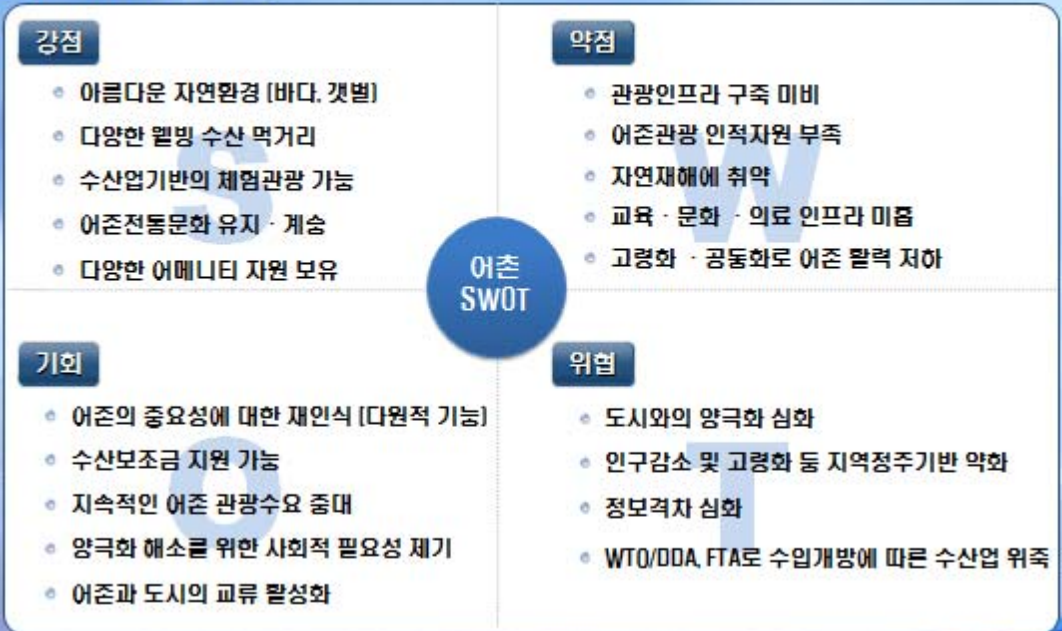 강점
아름다운 자연환경 (바다, 갯벌)
다양한 웰빙 수산 먹거리
수산업기반의 체험관광 가능
어촌전통문화 유지 · 계승
다양한 어메니티 자원 보유
약점
관광인프라 구축 미비
어촌관광 인적자원 부족
자연재해에 취약
교육 · 문화 · 의료 인프라 미흡
고령화 · 공동화로 어촌 활력 저하
어촌
SWOT
기회
어촌의 중요성에 대한 재인식 (다원적 기능)
수산보조금 지원 가능
지속적인 어촌 관광수요 증대
양극화 해소를 위한 사회적 필요성 제기
어촌과 도시의 교류 활성화
위협
도시와의 양극화 심화
인구감소 및 고령화 등 지역정주기반 약화
정보격차 심화
WTO/DDA, FTA로 수입개방에 따른 수산업 위축
S
W
O
T